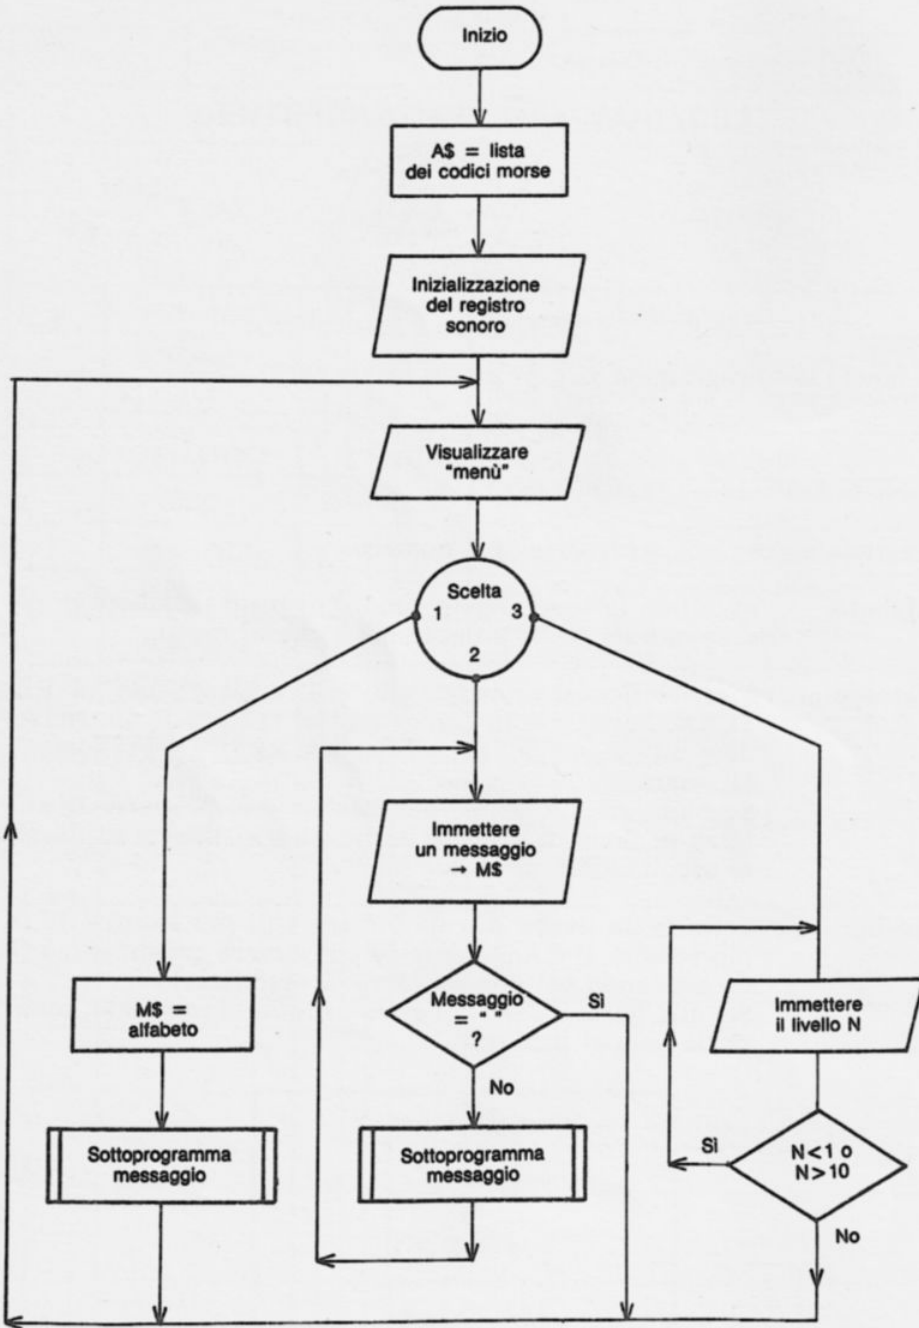 Inizio
A$ = lista
dei codici morse
Inizializzazione
del registro
sonoro
Visualizzare
"menù"
Scelta
1
3
2
Immettere
un messaggio
→ M$
M$ =
alfabeto
Messaggio
= " "
?
Sì
No
Immettere
il livello N
Sottoprogramma
messaggio
Sottoprogramma
messaggio
Sì
N<1 o
N>10
No